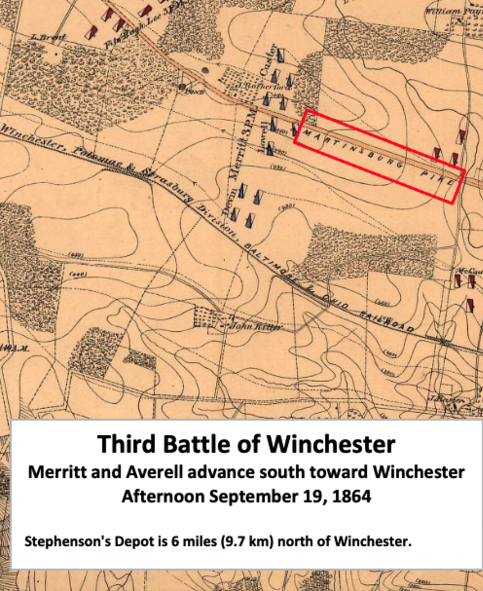 William Pay
L. Brent
Fitz Hugh Lee
Custer
J. Rutherford
Lowell
Merritt 3 P.M.
Devin
MARTINSBURG PIKE
Winchester, Potomac & Strasburg Division, BALTIMORE & OHIO RAILROAD
John Ritter
Third Battle of Winchester
Merritt and Averell advance south toward Winchester
Afternoon September 19, 1864
Stephenson's Depot is 6 miles (9.7 km) north of Winchester.